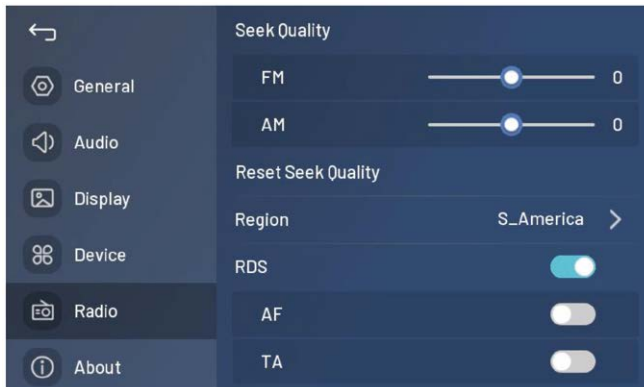 General
Audio
Display
Device
Radio
About
Seek Quality
FM 0
AM 0
Reset Seek Quality
Region S_America
RDS
AF
TA